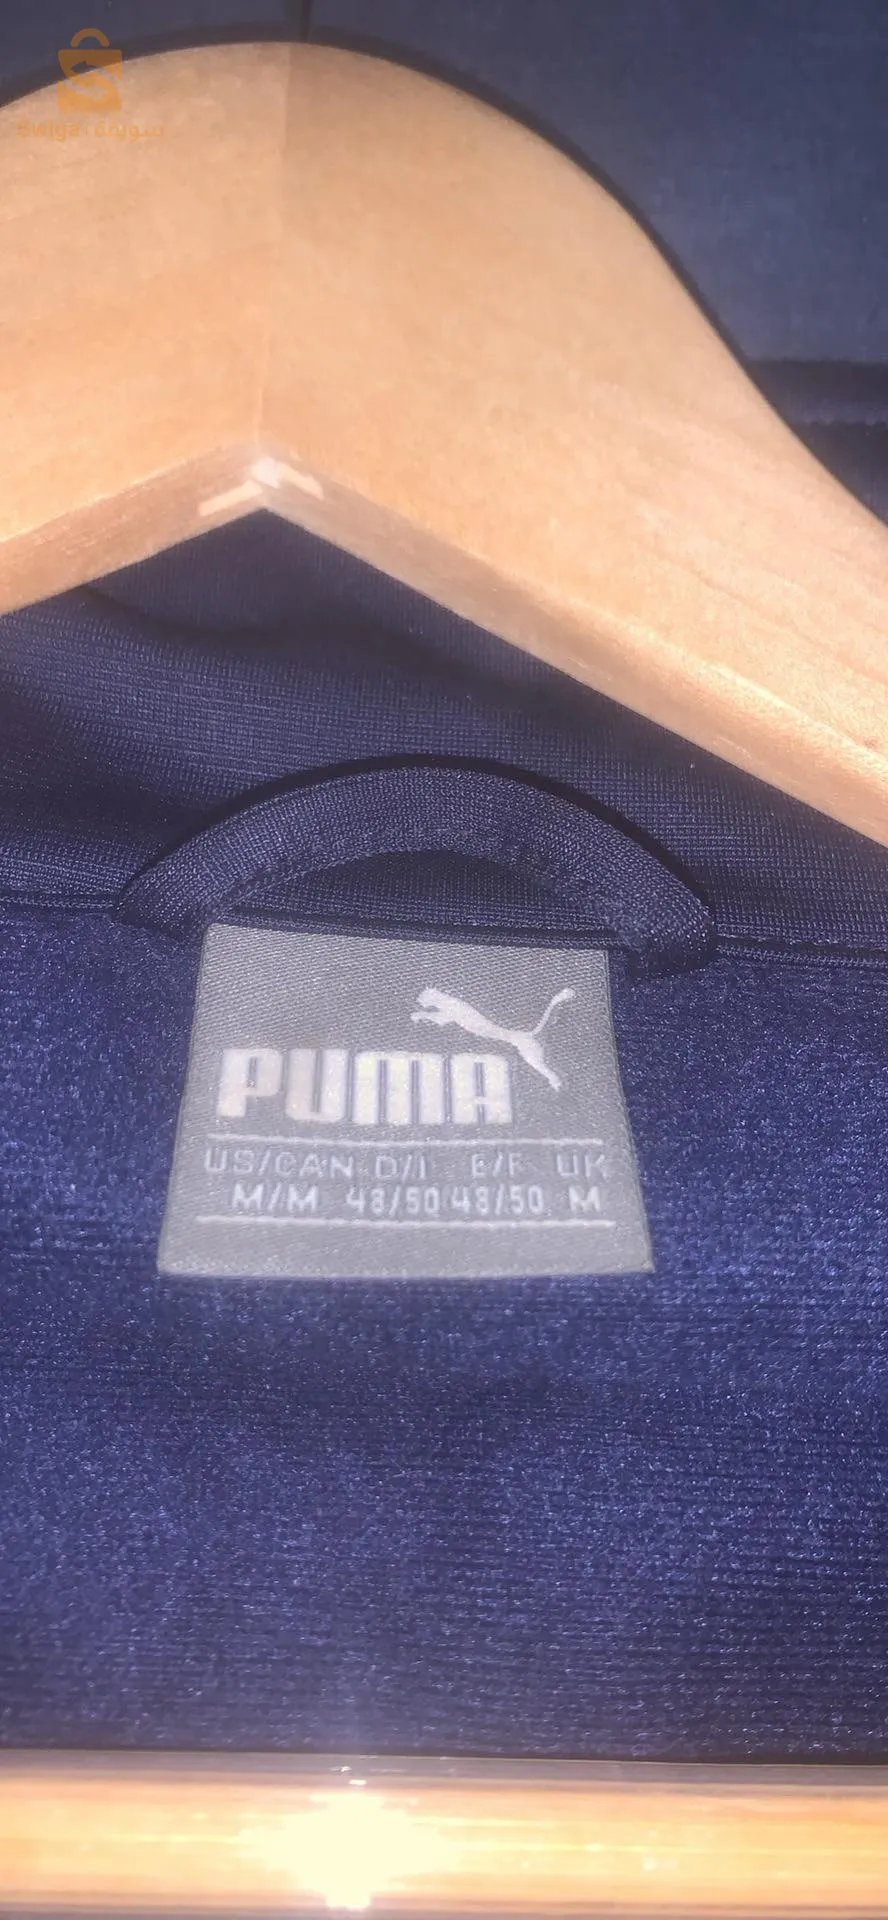 Swiga سويقة
PUMA
US/CAN D/I E/F UK
M/M 48/50 48/50 M